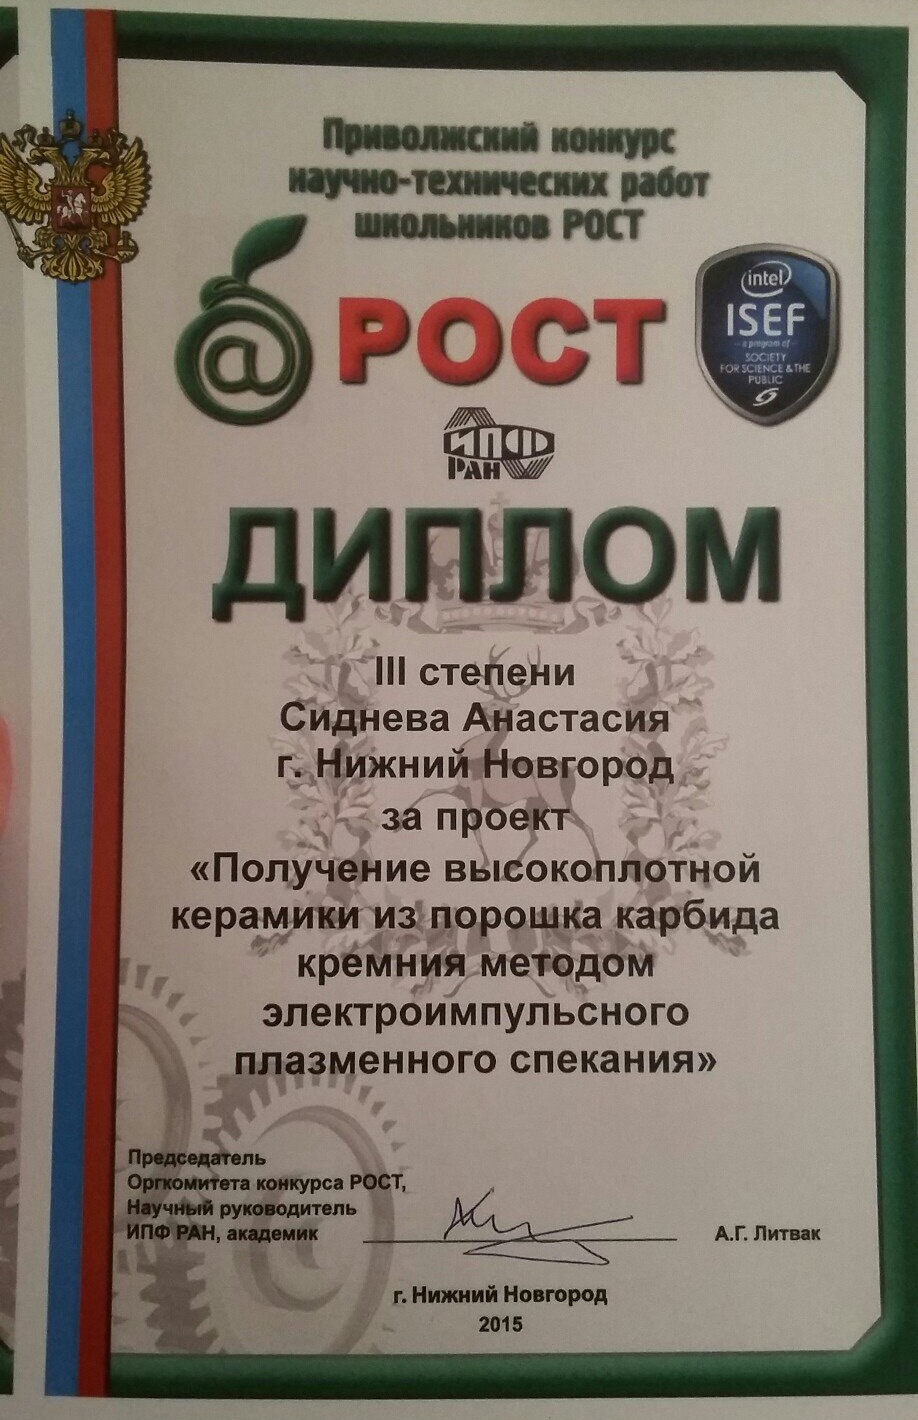 Приволжский конкурс
научно-технических работ
школьников РОСТ
@ РОСТ
intel
ISEF
a program of
SOCIETY
FOR SCIENCE & THE
PUBLIC
ИПФ
РАН
ДИПЛОМ
III степени
Сиднева Анастасия
г. Нижний Новгород
за проект
«Получение высокоплотной
керамики из порошка карбида
кремния методом
электроимпульсного
плазменного спекания»
Председатель
Оргкомитета конкурса РОСТ,
Научный руководитель
ИПФ РАН, академик
А.Г. Литвак
г. Нижний Новгород
2015